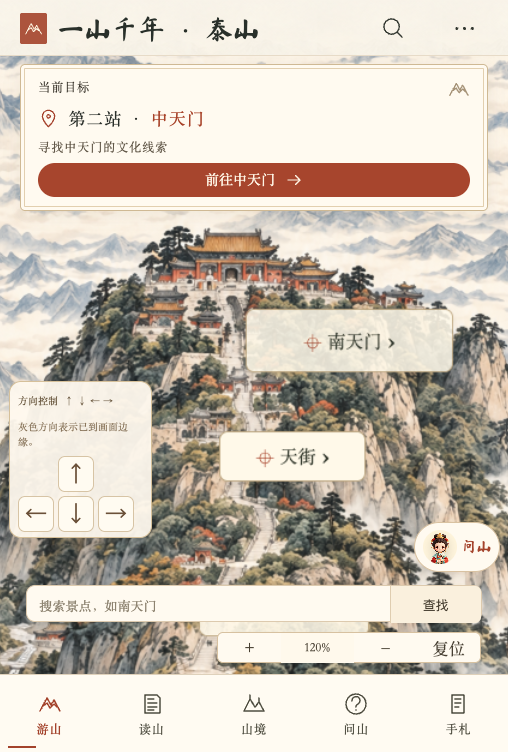 一山千年 · 泰山
当前目标
第二站 · 中天门
寻找中天门的文化线索
前往中天门 →
南天门 ›
方向控制 ↑ ↓ ← →
灰色方向表示已到画面边
缘。
↑
← ↓ →
天街 ›
问山
搜索景点，如南天门 查找
+ 120% − 复位
游山 读山 山境 问山 手札